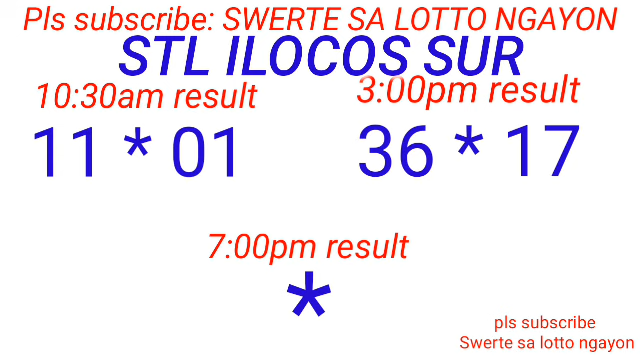 Pls subscribe: SWERTE SA LOTTO NGAYON
STL ILOCOS SUR
10:30am result
11 * 01
3:00pm result
36 * 17
7:00pm result
*
pls subscribe
Swerte sa lotto ngayon